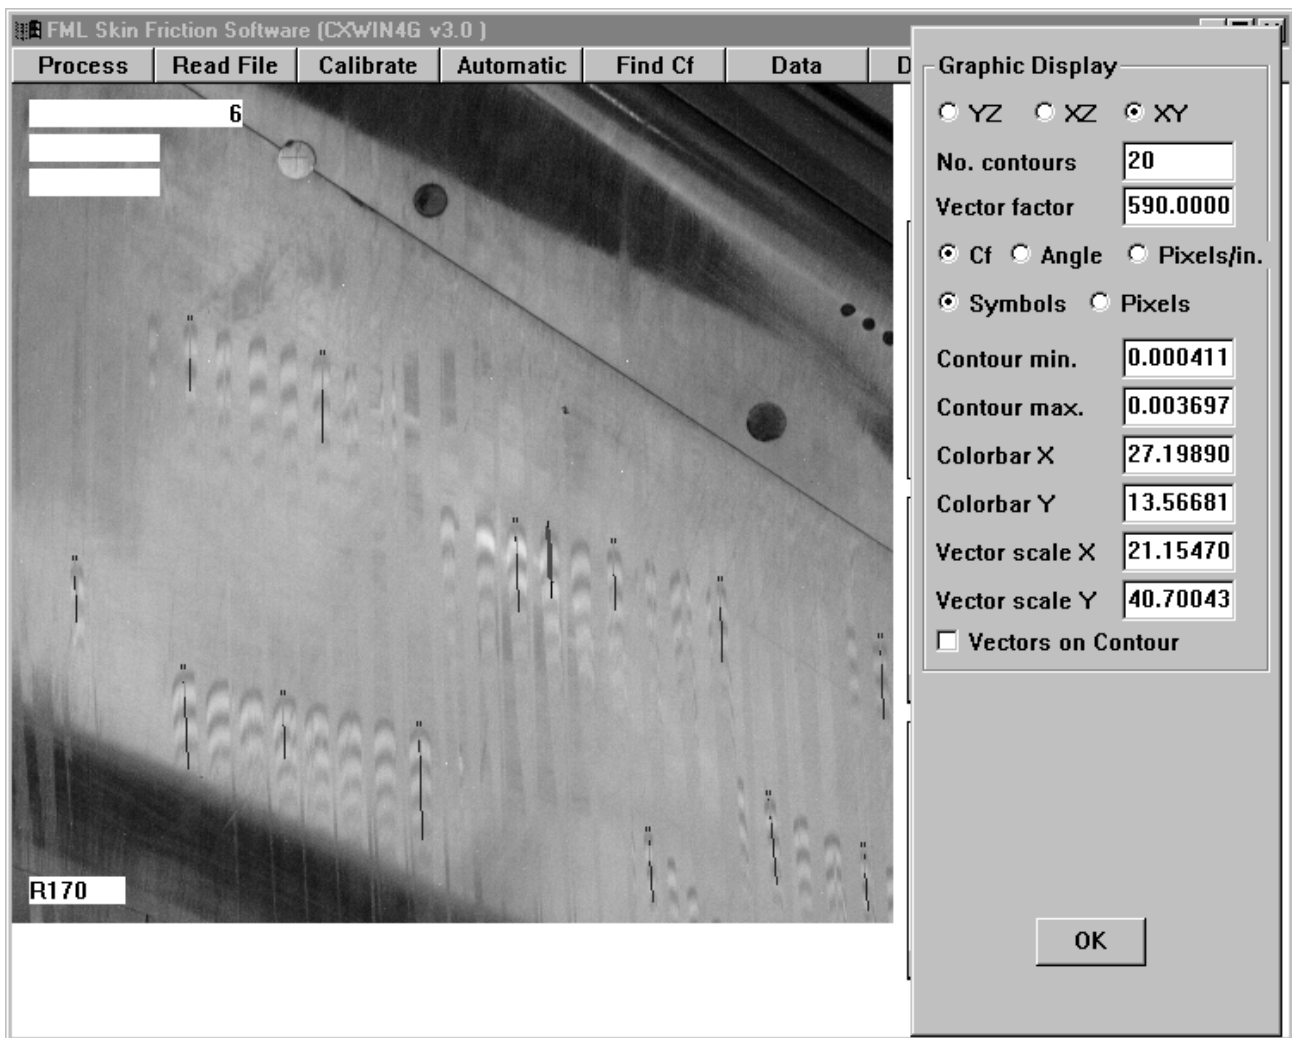 FML Skin Friction Software (CXWIN4G v3.0 )
Process Read File Calibrate Automatic Find Cf Data D
6
R170
Graphic Display
YZ XZ XY
No. contours 20
Vector factor 590.0000
Cf Angle Pixels/in.
Symbols Pixels
Contour min. 0.000411
Contour max. 0.003697
Colorbar X 27.19890
Colorbar Y 13.56681
Vector scale X 21.15470
Vector scale Y 40.70043
Vectors on Contour
OK